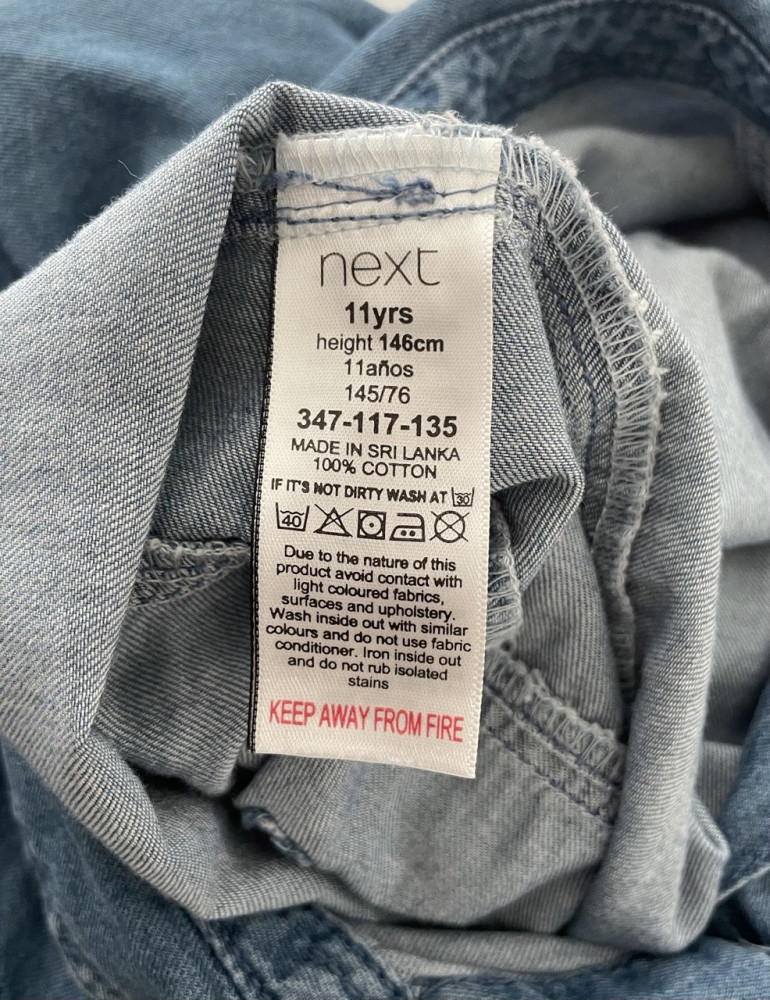 next
11yrs
height 146cm
11años
145/76
347-117-135
MADE IN SRI LANKA
100% COTTON
IF IT'S NOT DIRTY WASH AT 30
40
Due to the nature of this
product avoid contact with
light coloured fabrics,
surfaces and upholstery.
Wash inside out with similar
colours and do not use fabric
conditioner. Iron inside out
and do not rub isolated
stains
KEEP AWAY FROM FIRE